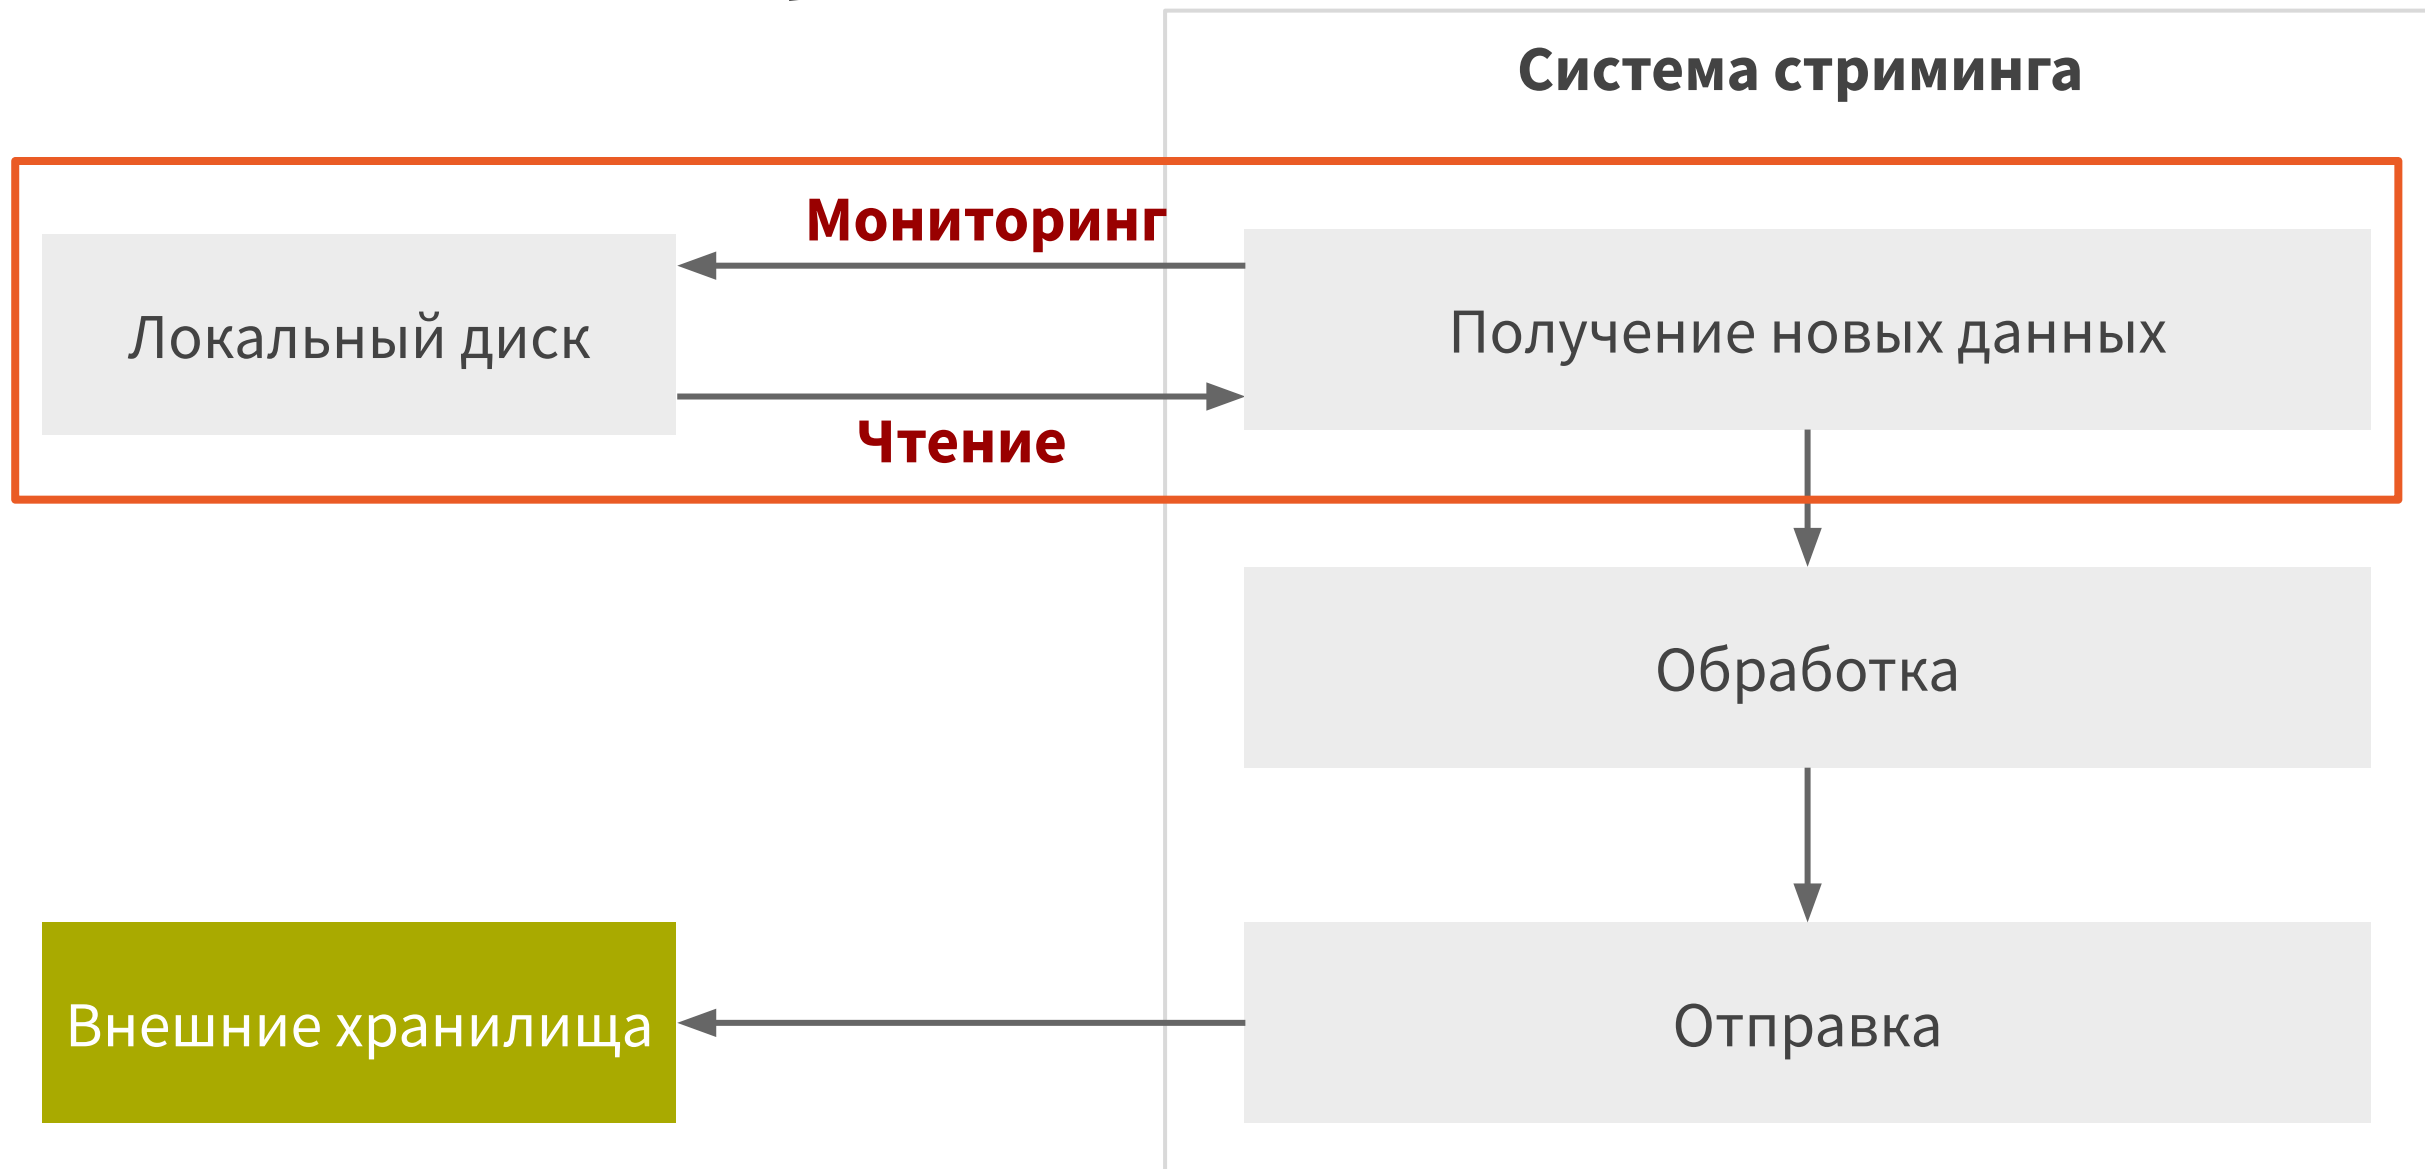 Система стриминга
Мониторинг
Локальный диск
Получение новых данных
Чтение
Обработка
Внешние хранилища
Отправка